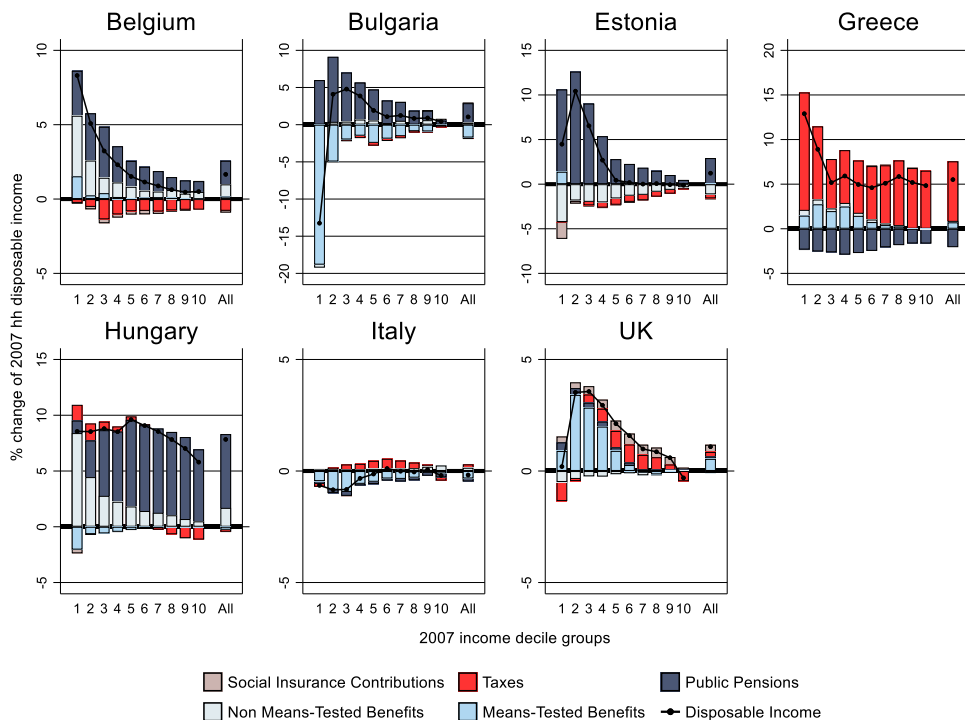 Belgium Bulgaria Estonia Greece
10 10 15 20
5 5 10 15
0 0 5 10
-5 -5 0 5
-10 -5 0
-15 -10 -5
-20
1 2 3 4 5 6 7 8 9 10 All 1 2 3 4 5 6 7 8 9 10 All 1 2 3 4 5 6 7 8 9 10 All 1 2 3 4 5 6 7 8 9 10 All
% change of 2007 hh disposable income
Hungary Italy UK
15 5 5
10 0 0
5 -5 -5
0
-5
1 2 3 4 5 6 7 8 9 10 All 1 2 3 4 5 6 7 8 9 10 All 1 2 3 4 5 6 7 8 9 10 All
2007 income decile groups
Social Insurance Contributions Taxes Public Pensions
Non Means-Tested Benefits Means-Tested Benefits Disposable Income